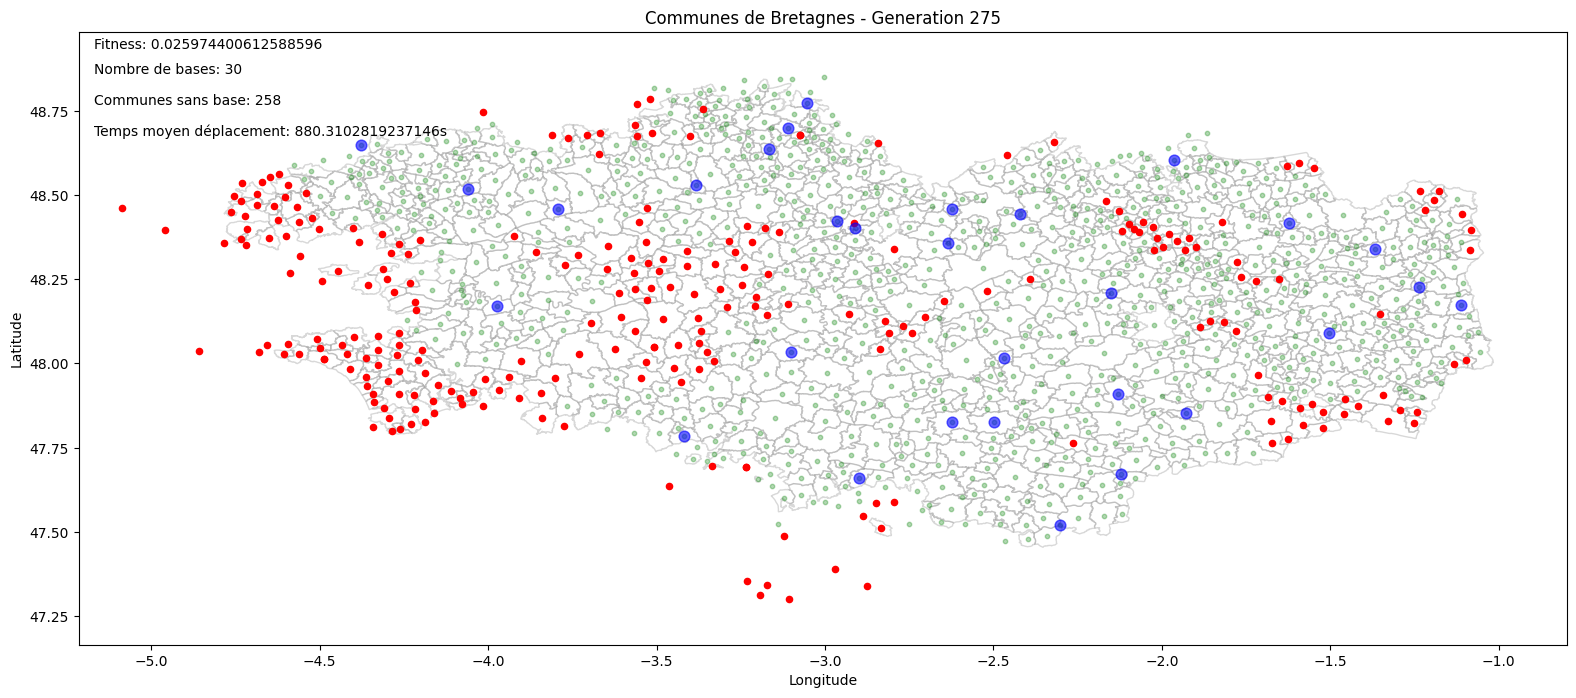 Communes de Bretagnes - Generation 275
Fitness: 0.025974400612588596
Nombre de bases: 30
Communes sans base: 258
Temps moyen déplacement: 880.3102819237146s
48.75
48.50
48.25
48.00
47.75
47.50
47.25
Latitude
−5.0 −4.5 −4.0 −3.5 −3.0 −2.5 −2.0 −1.5 −1.0
Longitude